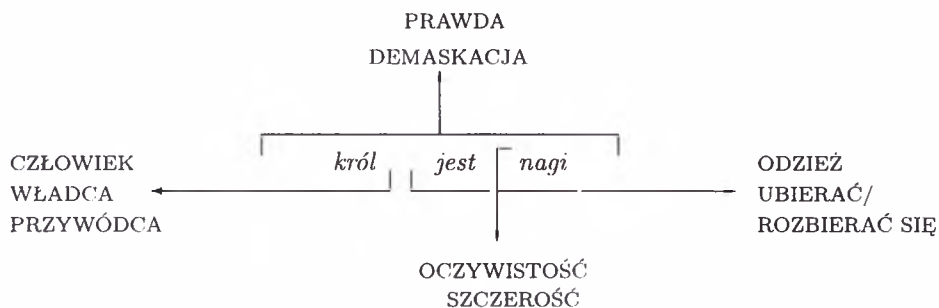 PRAWDA
DEMASKACJA
król jest nagi
CZŁOWIEK
WŁADCA
PRZYWÓDCA
ODZIEŻ
UBIERAĆ/
ROZBIERAĆ SIĘ
OCZYWISTOŚĆ
SZCZEROŚĆ